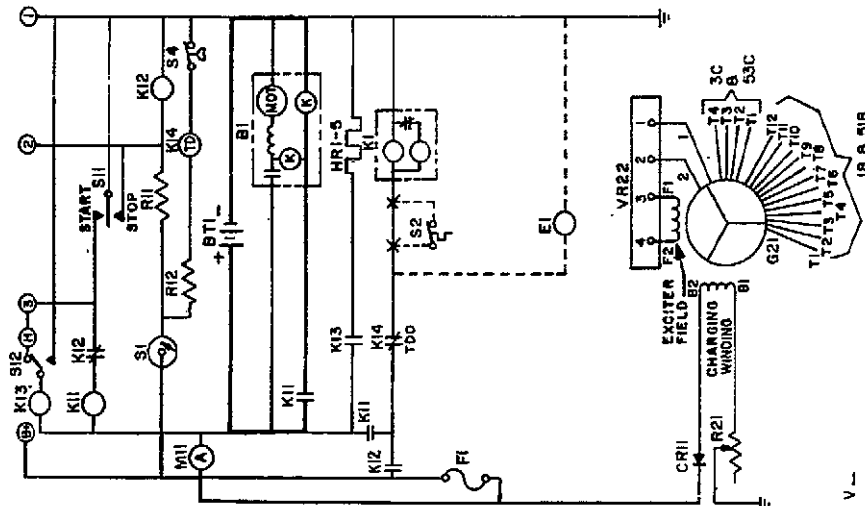 1
2
3
H
B+
S12
K13
K12
K11
START
STOP
S11
K12
S4
K14
TD
R11
R12
S1
BT1
+
-
B1
MOT
K
K
K11
HR1-5
K1
K13
K14
TDO
S2
E1
K11
K12
M11
A
F1
VR22
1
2
3
4
F1
F2
2
1
EXCITER
FIELD
B2
B1
CHARGING
WINDING
G21
CR11
R21
3C
&
53C
T4
T3
T2
T1
T12
T11
T10
T9
T8
T7
T6
T5
T4
T3
T2
T1